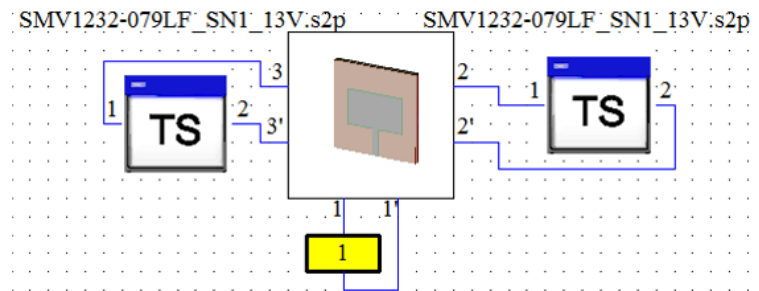 SMV1232-079LF_SN1_13V.s2p SMV1232-079LF_SN1_13V.s2p
3 2
1 TS 2 1 TS 2
3' 2'
1 1'
1